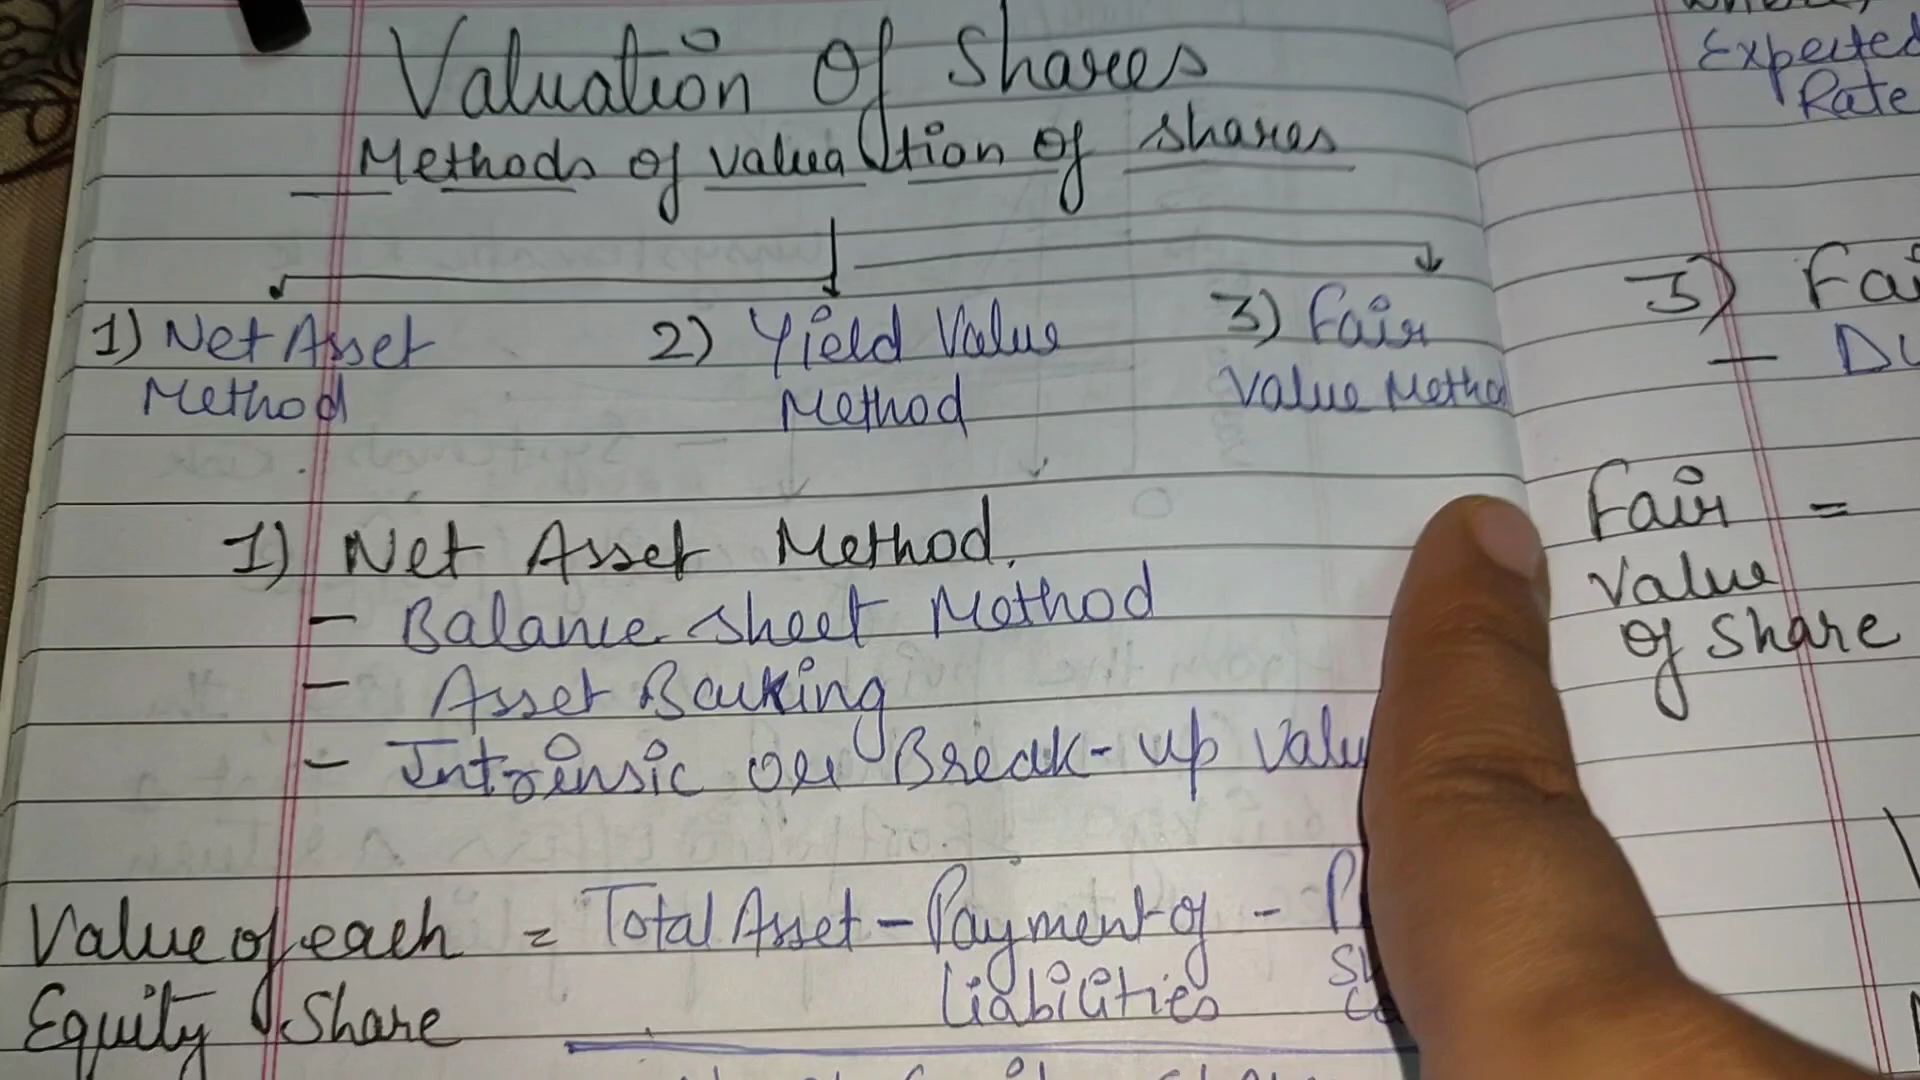 Valuation Of Shares
Methods of valuation of shares
1) Net Asset Method
2) Yield Value Method
3) Fair Value Method
1) Net Asset Method.
- Balance sheet Method
- Asset Backing
- Intrinsic or Break-up
Value of each Equity Share = Total Asset - Payment of Liabilities -
Expected
Rate
3)
Fair Value of Share =